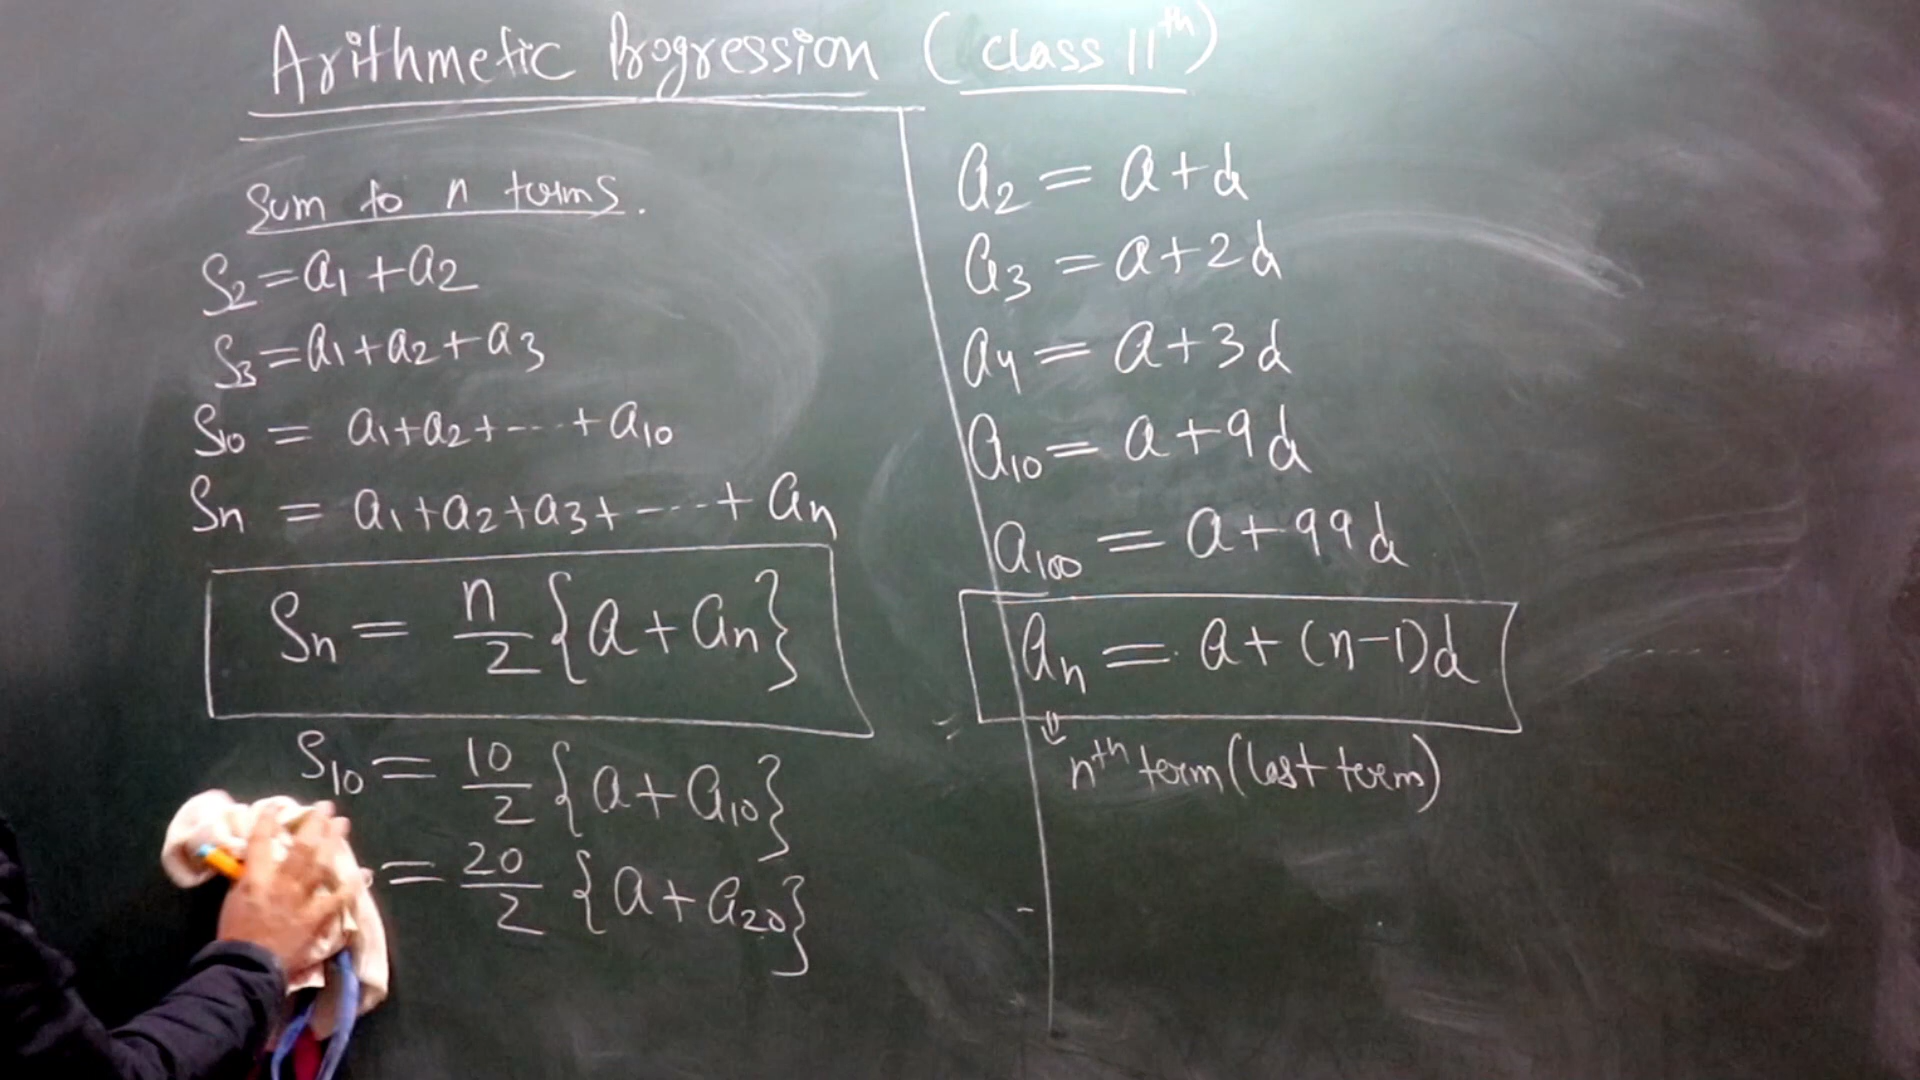 Arithmetic Progression (class 11th)
Sum to n terms.
S2 = a1 + a2
S3 = a1 + a2 + a3
S10 = a1 + a2 + ---- + a10
Sn = a1 + a2 + a3 + ---- + an
Sn = n/2 {a + an}
S10 = 10/2 {a + a10}
= 20/2 {a + a20}
a2 = a + d
a3 = a + 2d
a4 = a + 3d
a10 = a + 9d
a100 = a + 99d
an = a + (n-1)d
⇓
nth term (last term)